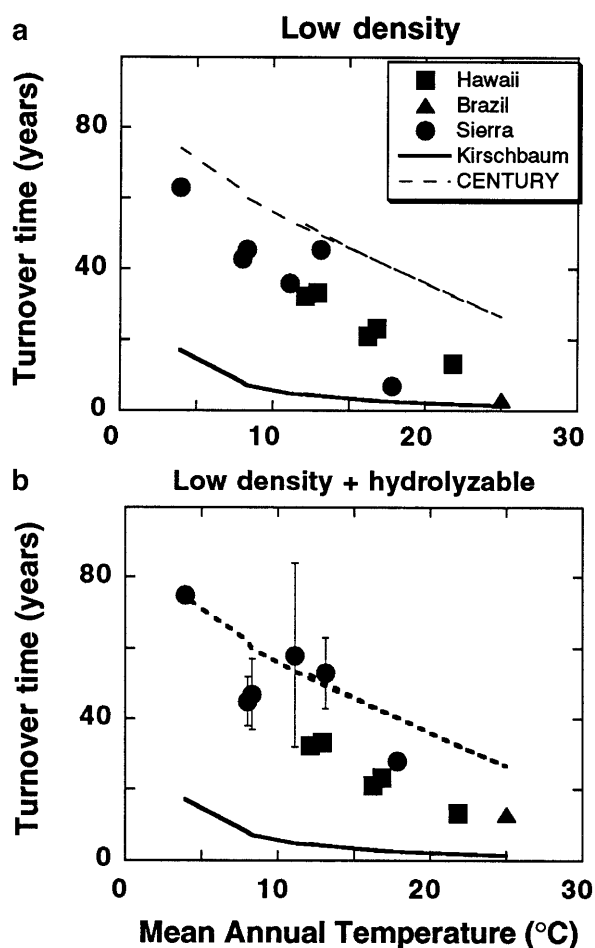 a
Low density
Turnover time (years)
80
40
0
Hawaii
Brazil
Sierra
Kirschbaum
CENTURY
0 10 20 30
b
Low density + hydrolyzable
Turnover time (years)
80
40
0
0 10 20 30
Mean Annual Temperature (°C)